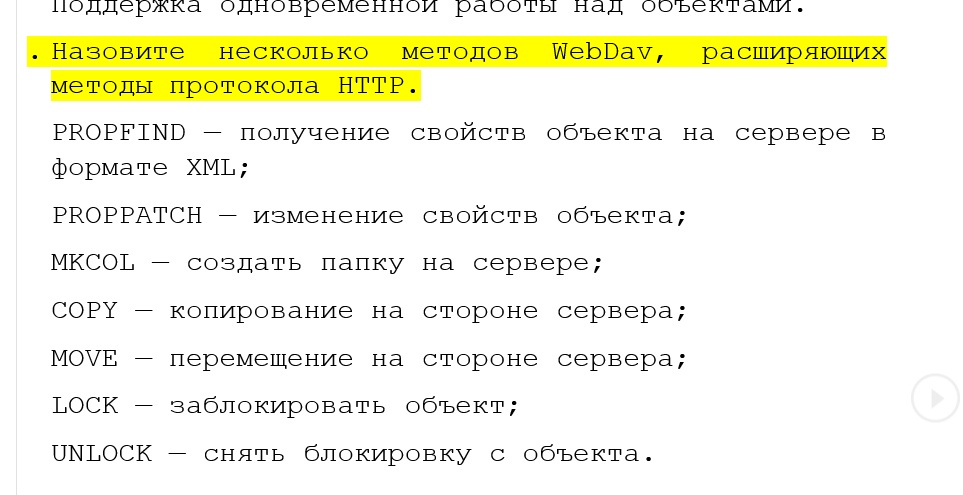 поддержка одновременной работы над объектами.
. Назовите несколько методов WebDav, расширяющих
методы протокола HTTP.
PROPFIND — получение свойств объекта на сервере в
формате XML;
PROPPATCH — изменение свойств объекта;
MKCOL — создать папку на сервере;
COPY — копирование на стороне сервера;
MOVE — перемещение на стороне сервера;
LOCK — заблокировать объект;
UNLOCK — снять блокировку с объекта.